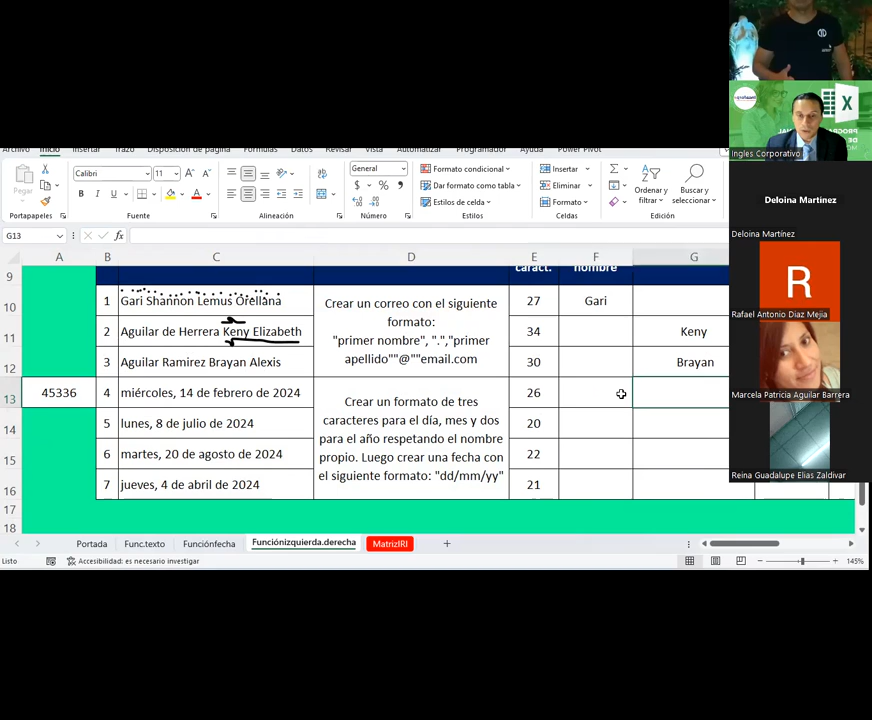 Archivo Inicio Insertar Trazo Disposición de página Fórmulas Datos Revisar Vista Automatizar Programador Ayuda Power Pivot
Pegar
Portapapeles
Calibri 11
N K S
Fuente
Alineación
General
$ % 9
Número
Formato condicional
Dar formato como tabla
Estilos de celda
Estilos
Insertar
Eliminar
Formato
Celdas
Ordenar y filtrar
Buscar y seleccionar
Edición
G13 fx
A B C D E F G
9 caract. nombre
10 1 Gari Shannon Lemus Orellana 27 Gari
Crear un correo con el siguiente
formato:
"primer nombre", ".","primer
apellido""@""email.com
11 2 Aguilar de Herrera Keny Elizabeth 34 Keny
12 3 Aguilar Ramirez Brayan Alexis 30 Brayan
13 45336 4 miércoles, 14 de febrero de 2024 26
Crear un formato de tres
caracteres para el día, mes y dos
para el año respetando el nombre
propio. Luego crear una fecha con
el siguiente formato: "dd/mm/yy"
14 5 lunes, 8 de julio de 2024 20
15 6 martes, 20 de agosto de 2024 22
16 7 jueves, 4 de abril de 2024 21
17
18
Portada Func.texto Funciónfecha Funciónizquierda.derecha MatrizIRI +
Listo Accesibilidad: es necesario investigar 145%
Ingles Corporativo
Deloina Martinez
Deloina Martínez
R
Rafael Antonio Diaz Mejia
Marcela Patricia Aguilar Barrera
Reina Guadalupe Elias Zaldívar